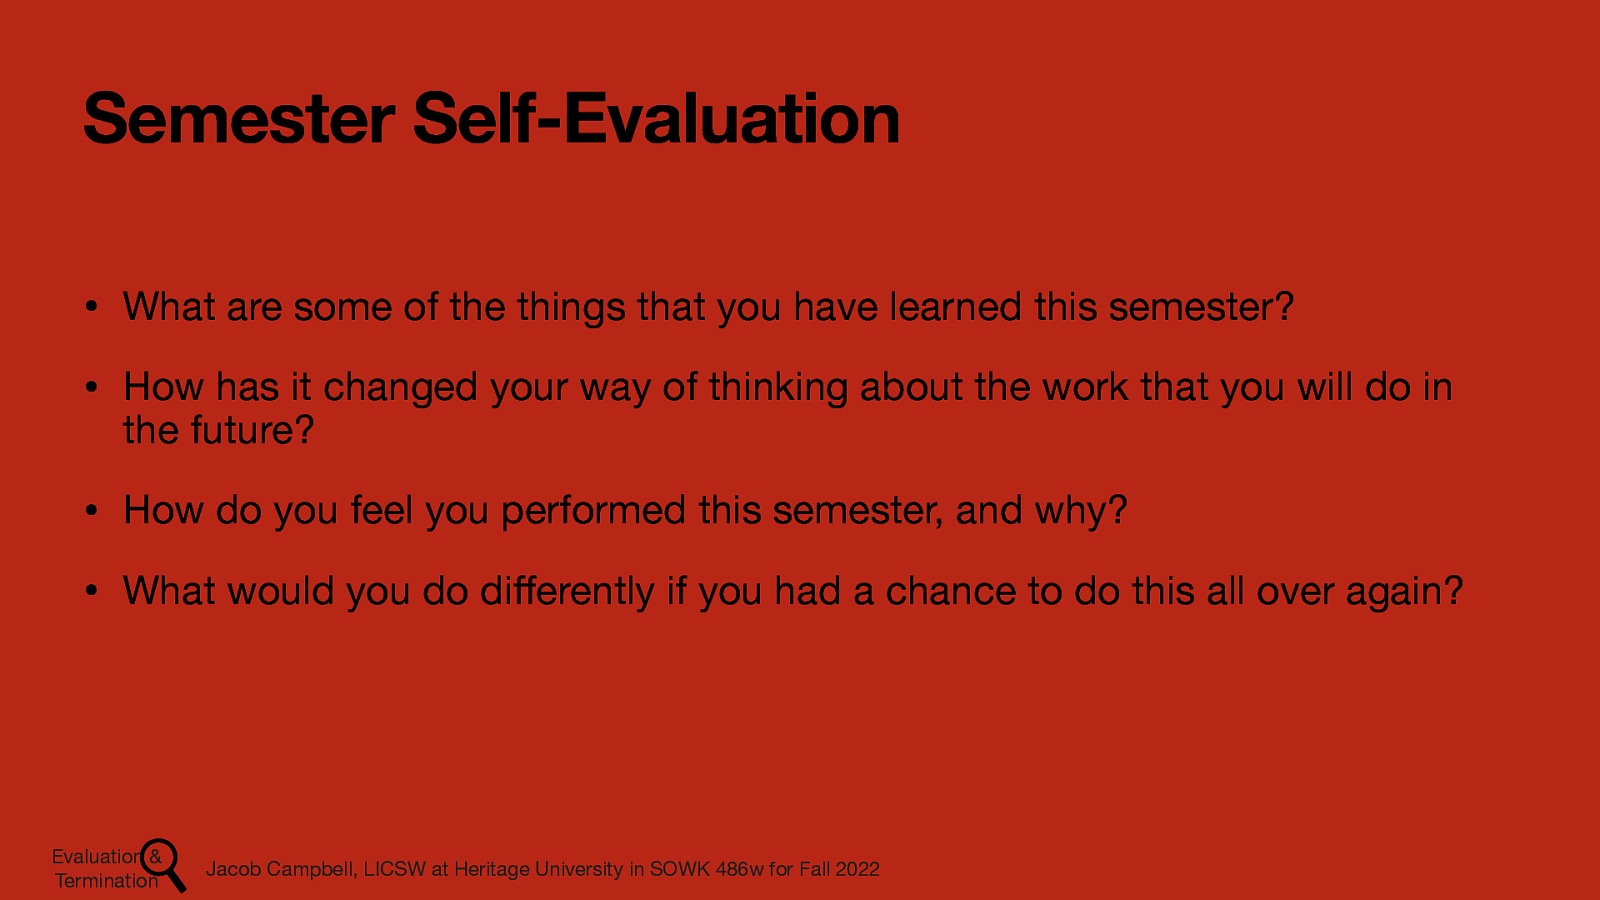 Semester Self-Evaluation
• What are some of the things that you have learned this semester?
• How has it changed your way of thinking about the work that you will do in
the future?
• How do you feel you performed this semester, and why?
• What would you do differently if you had a chance to do this all over again?
Evaluation &
Termination
Jacob Campbell, LICSW at Heritage University in SOWK 486w for Fall 2022